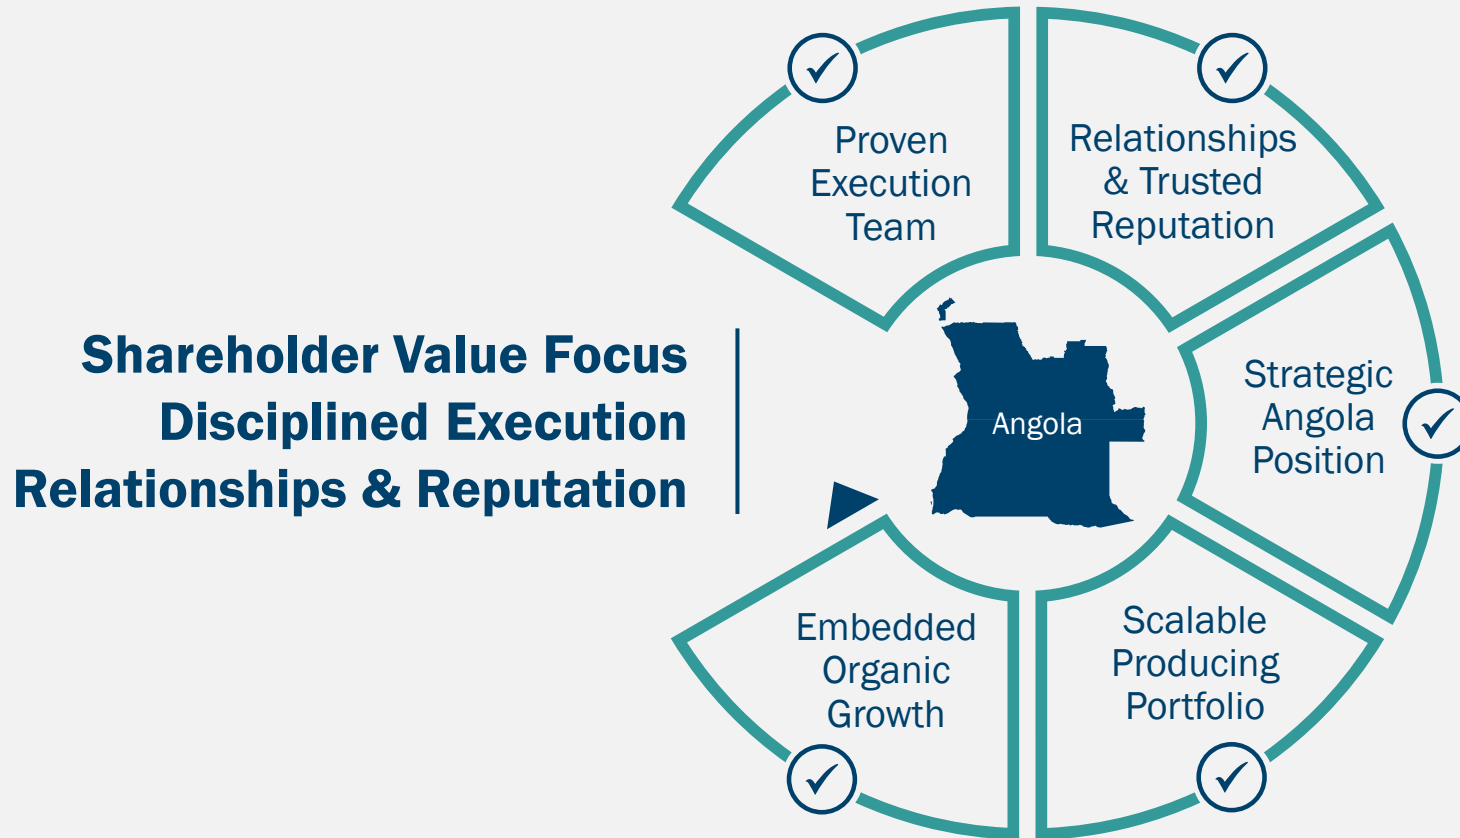 Shareholder Value Focus
Disciplined Execution
Relationships & Reputation
Proven
Execution
Team
Relationships
& Trusted
Reputation
Strategic
Angola
Position
Scalable
Producing
Portfolio
Embedded
Organic
Growth
Angola